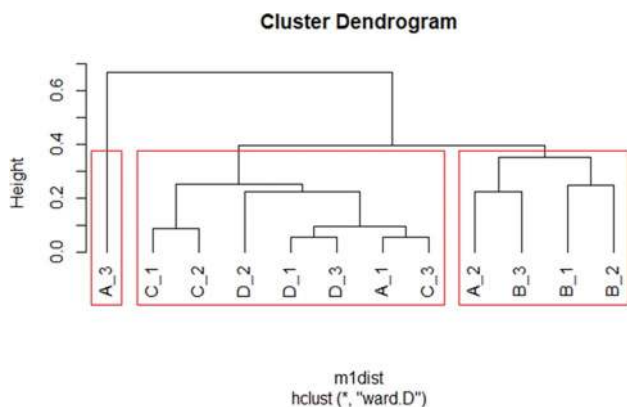 Cluster Dendrogram
Height
0.0 0.2 0.4 0.6
A_3 C_1 C_2 D_2 D_1 D_3 A_1 C_3 A_2 B_3 B_1 B_2
m1dist
hclust (*, "ward.D")